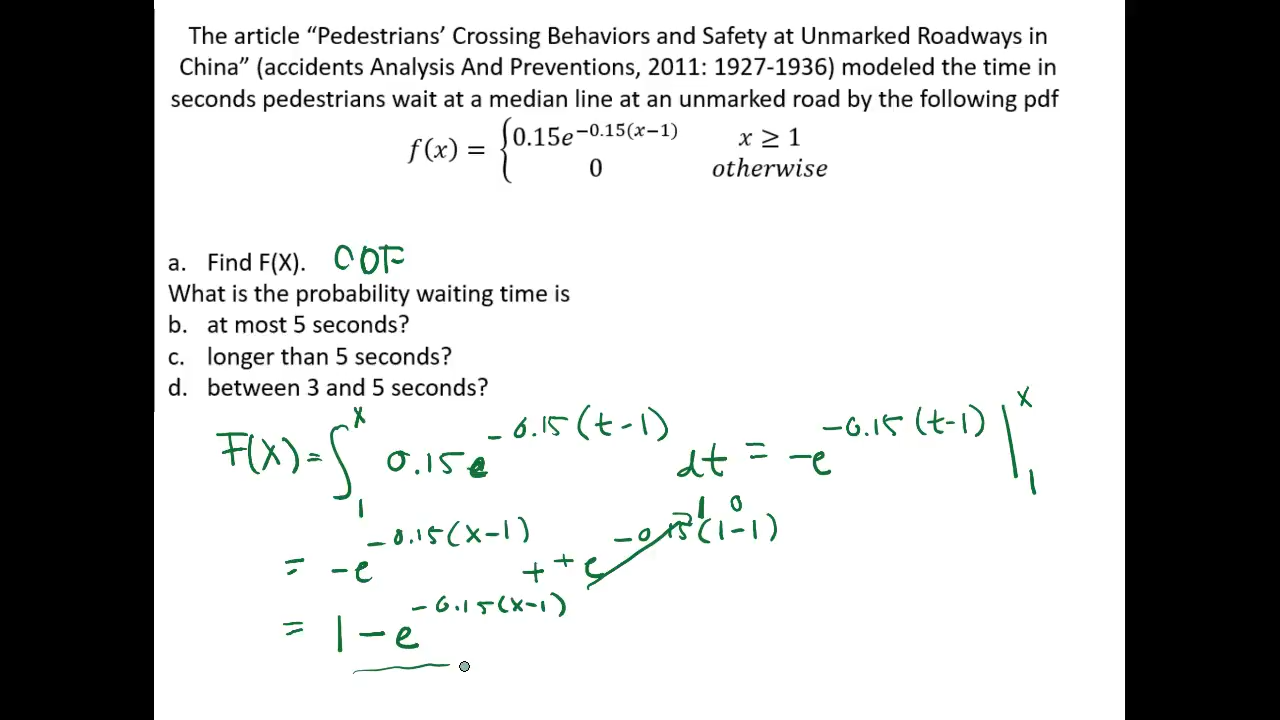 The article “Pedestrians’ Crossing Behaviors and Safety at Unmarked Roadways in
China” (accidents Analysis And Preventions, 2011: 1927-1936) modeled the time in
seconds pedestrians wait at a median line at an unmarked road by the following pdf
f(x) = { 0.15e^{−0.15(x−1)} x ≥ 1
0 otherwise
a. Find F(X). CDF
What is the probability waiting time is
b. at most 5 seconds?
c. longer than 5 seconds?
d. between 3 and 5 seconds?
F(X) = ∫_1^x 0.15e^{-0.15(t-1)} dt = -e^{-0.15(t-1)} |_1^x
= -e^{-0.15(x-1)} + +e^{-0.15(1-1)} 1 0
= 1 - e^{-0.15(x-1)}